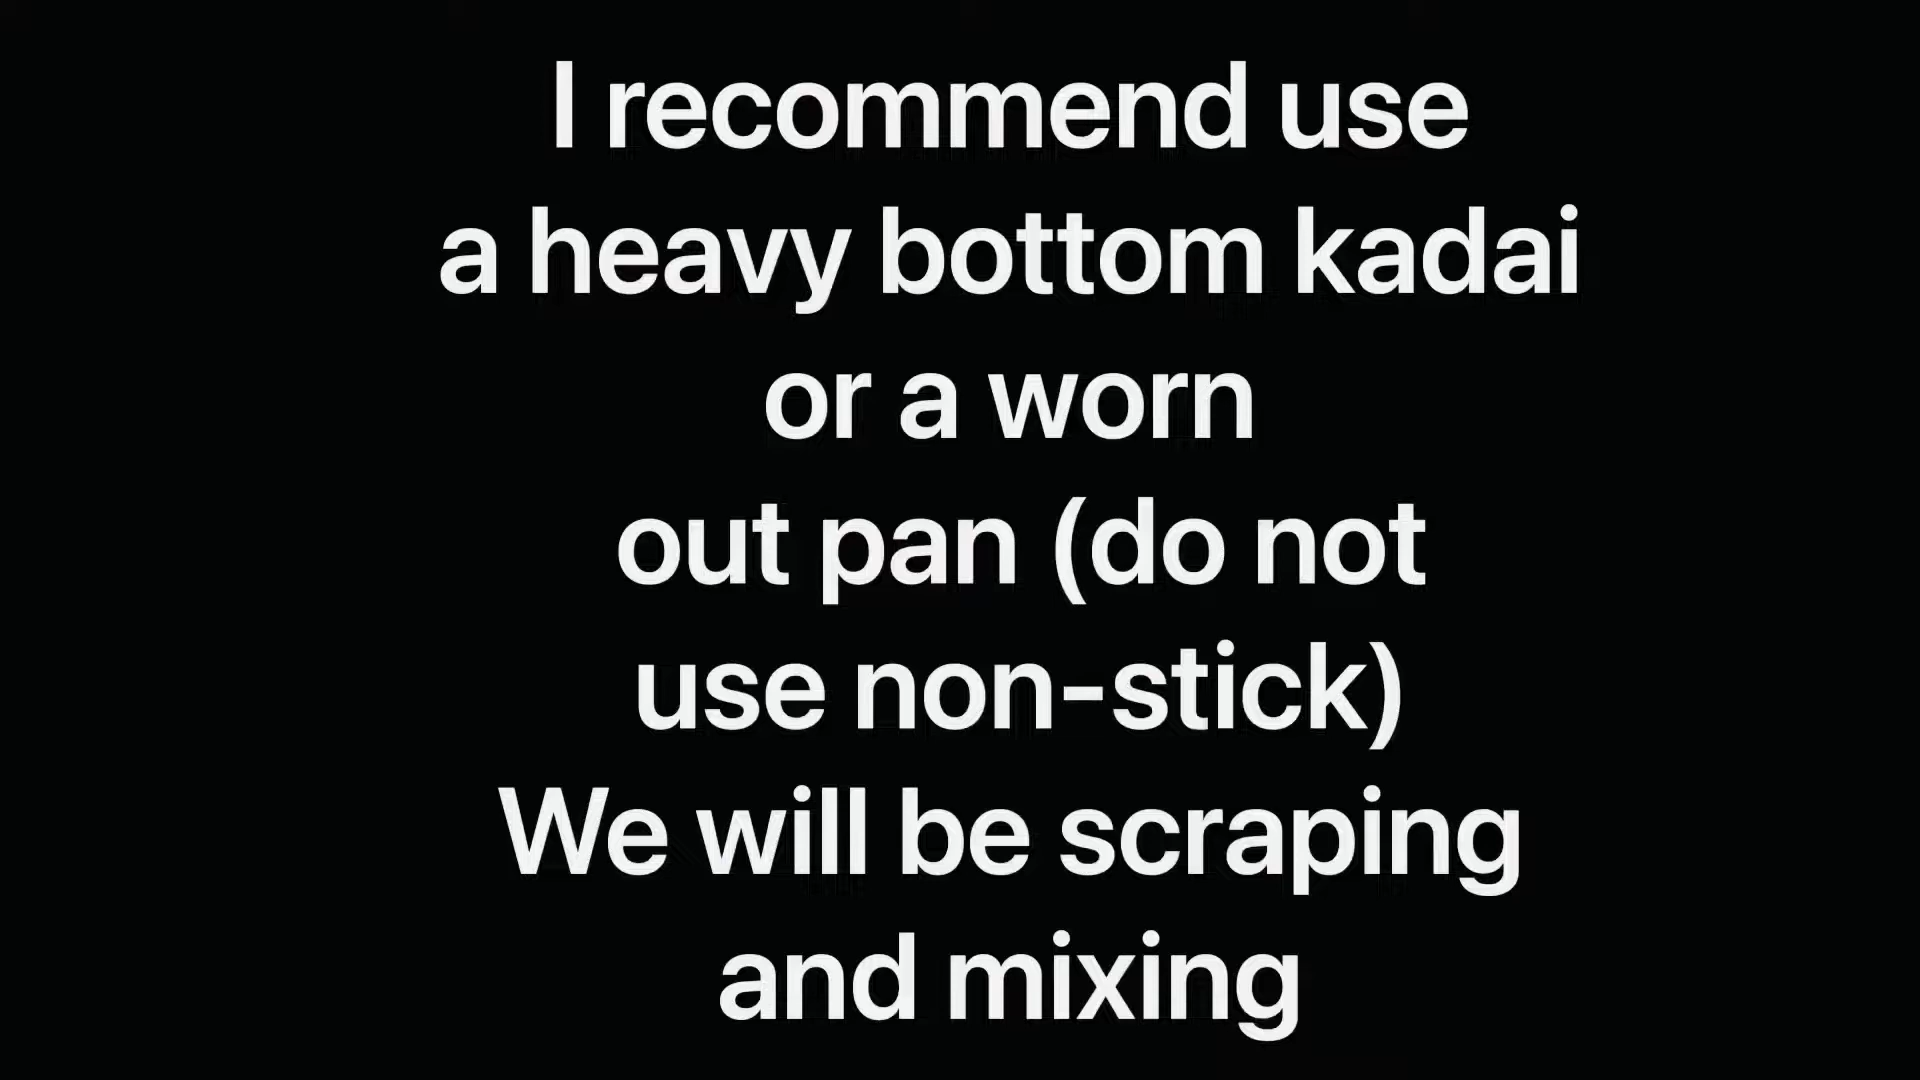 I recommend use
a heavy bottom kadai
or a worn
out pan (do not
use non-stick)
We will be scraping
and mixing